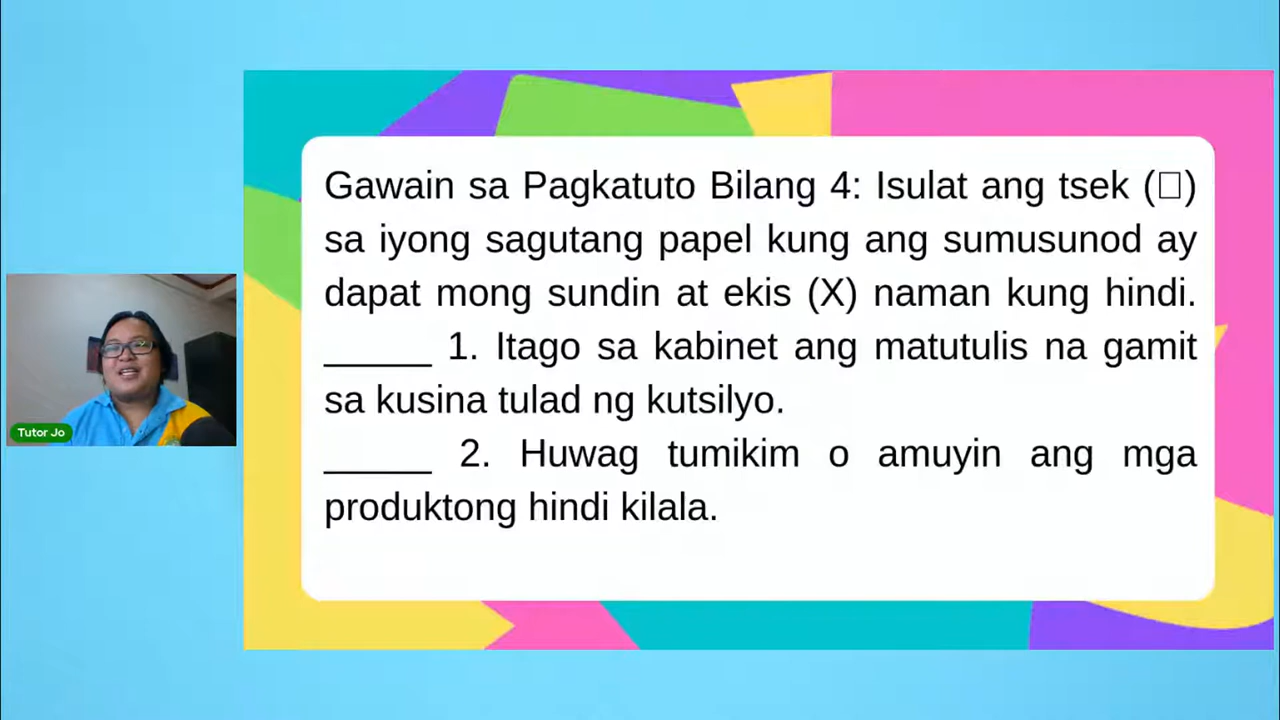 Gawain sa Pagkatuto Bilang 4: Isulat ang tsek (□)
sa iyong sagutang papel kung ang sumusunod ay
dapat mong sundin at ekis (X) naman kung hindi.
_____ 1. Itago sa kabinet ang matutulis na gamit
sa kusina tulad ng kutsilyo.
_____ 2. Huwag tumikim o amuyin ang mga
produktong hindi kilala.
Tutor Jo